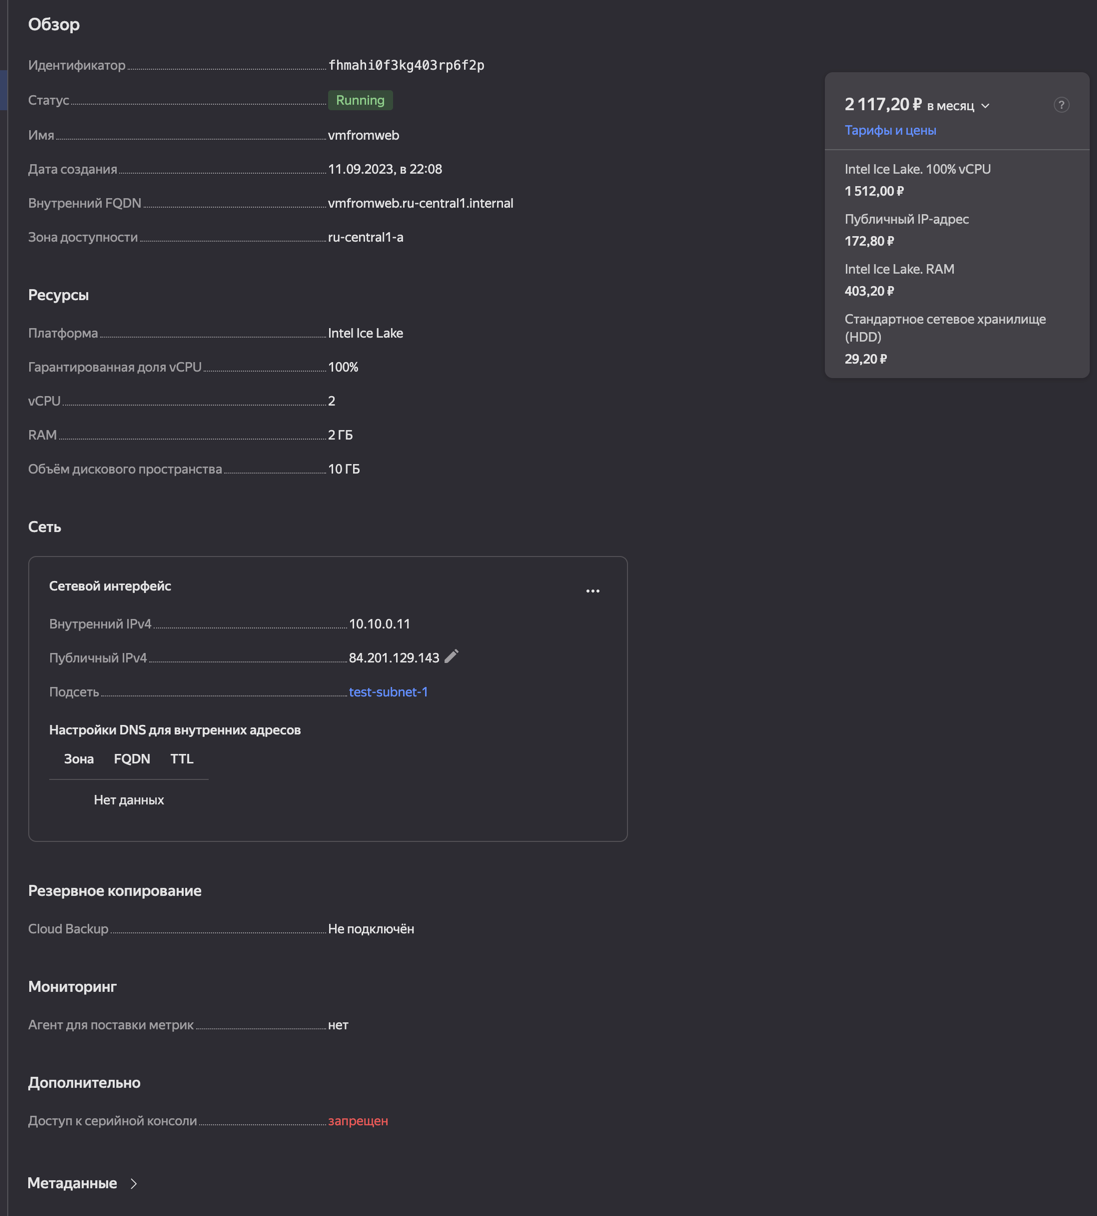 Обзор
Идентификатор fhmahi0f3kg403rp6f2p
Статус Running
Имя vmfromweb
Дата создания 11.09.2023, в 22:08
Внутренний FQDN vmfromweb.ru-central1.internal
Зона доступности ru-central1-a
2 117,20 ₽ в месяц
?
Тарифы и цены
Intel Ice Lake. 100% vCPU
1 512,00 ₽
Публичный IP-адрес
172,80 ₽
Intel Ice Lake. RAM
403,20 ₽
Стандартное сетевое хранилище
(HDD)
29,20 ₽
Ресурсы
Платформа Intel Ice Lake
Гарантированная доля vCPU 100%
vCPU 2
RAM 2 ГБ
Объём дискового пространства 10 ГБ
Сеть
Сетевой интерфейс
Внутренний IPv4 10.10.0.11
Публичный IPv4 84.201.129.143
Подсеть test-subnet-1
Настройки DNS для внутренних адресов
Зона FQDN TTL
Нет данных
Резервное копирование
Cloud Backup Не подключён
Мониторинг
Агент для поставки метрик нет
Дополнительно
Доступ к серийной консоли запрещен
Метаданные